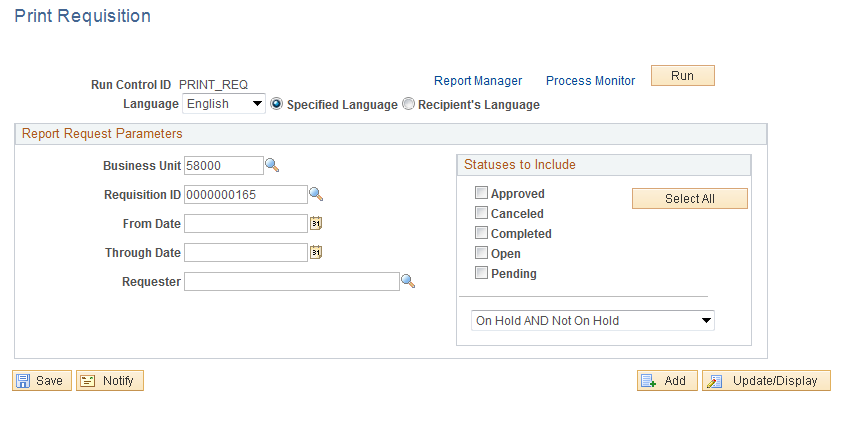 Print Requisition
Report Manager Process Monitor Run
Run Control ID PRINT_REQ
Language English Specified Language Recipient's Language
Report Request Parameters
Business Unit 58000
Requisition ID 0000000165
From Date 31
Through Date 31
Requester
Statuses to Include
Approved
Select All
Canceled
Completed
Open
Pending
On Hold AND Not On Hold
Save Notify Add Update/Display